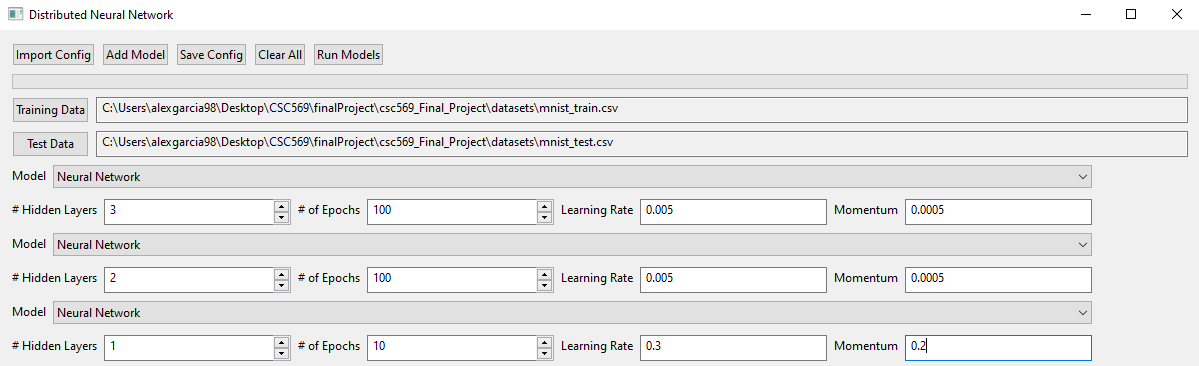 Distributed Neural Network
Import Config Add Model Save Config Clear All Run Models
Training Data C:\Users\alexgarcia98\Desktop\CSC569\finalProject\csc569_Final_Project\datasets\mnist_train.csv
Test Data C:\Users\alexgarcia98\Desktop\CSC569\finalProject\csc569_Final_Project\datasets\mnist_test.csv
Model Neural Network
# Hidden Layers 3 # of Epochs 100 Learning Rate 0.005 Momentum 0.0005
Model Neural Network
# Hidden Layers 2 # of Epochs 100 Learning Rate 0.005 Momentum 0.0005
Model Neural Network
# Hidden Layers 1 # of Epochs 10 Learning Rate 0.3 Momentum 0.2